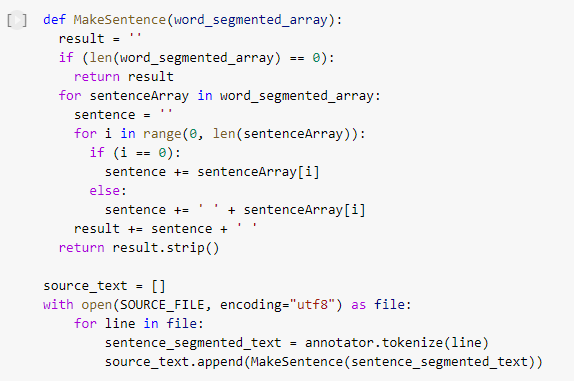 [ ] def MakeSentence(word_segmented_array):
  result = ''
  if (len(word_segmented_array) == 0):
    return result
  for sentenceArray in word_segmented_array:
    sentence = ''
    for i in range(0, len(sentenceArray)):
      if (i == 0):
        sentence += sentenceArray[i]
      else:
        sentence += ' ' + sentenceArray[i]
    result += sentence + ' '
  return result.strip()

source_text = []
with open(SOURCE_FILE, encoding="utf8") as file:
    for line in file:
        sentence_segmented_text = annotator.tokenize(line)
        source_text.append(MakeSentence(sentence_segmented_text))